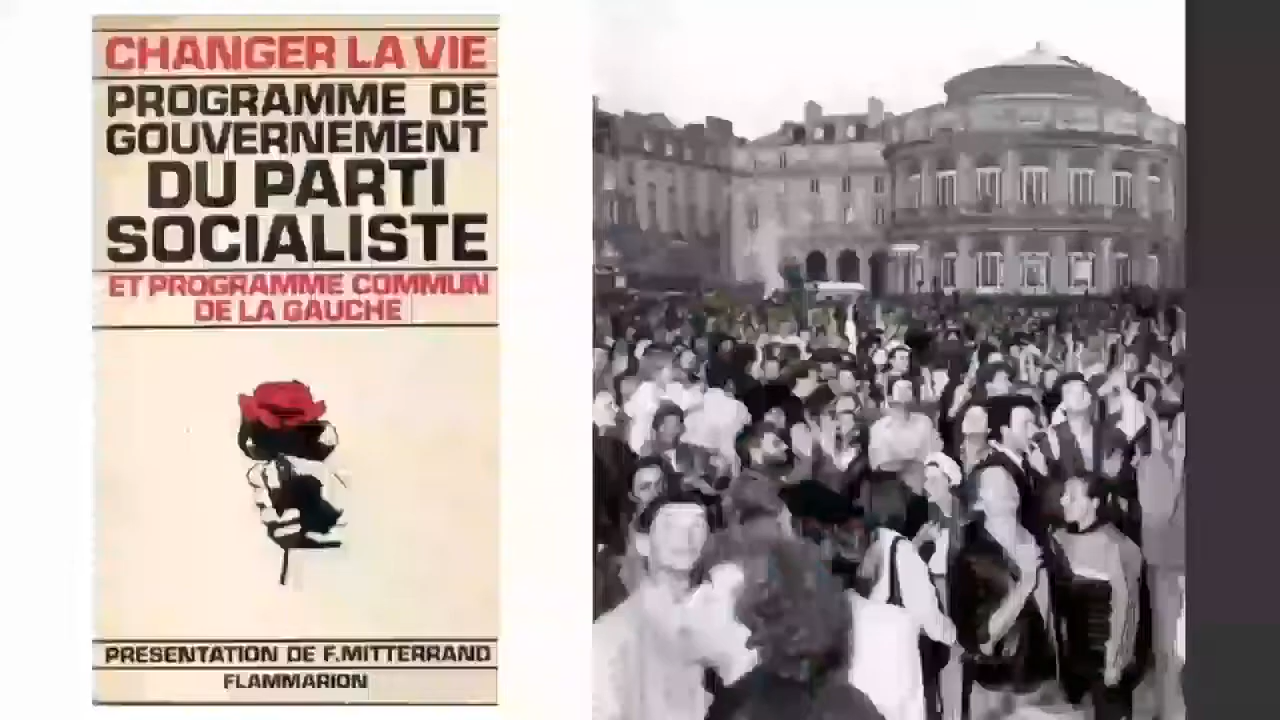 CHANGER LA VIE
PROGRAMME DE
GOUVERNEMENT
DU PARTI
SOCIALISTE
ET PROGRAMME COMMUN
DE LA GAUCHE
PRESENTATION DE F.MITTERRAND
FLAMMARION